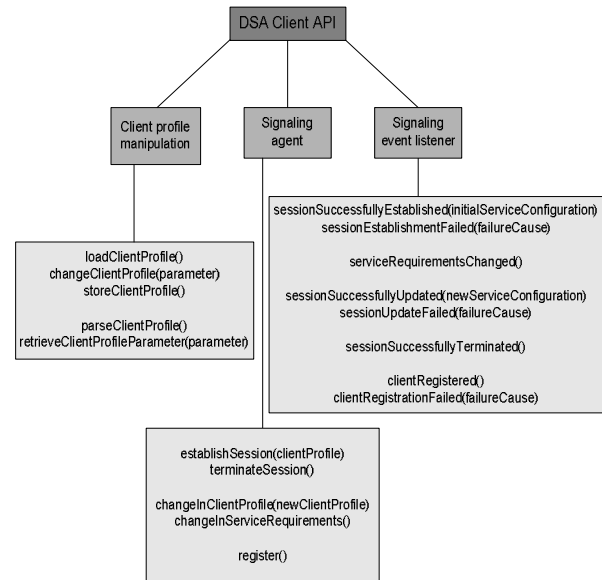 DSA Client API
Client profile
manipulation
Signaling
agent
Signaling
event listener
sessionSuccessfullyEstablished(initialServiceConfiguration)
sessionEstablishmentFailed(failureCause)
serviceRequirementsChanged()
sessionSuccessfullyUpdated(newServiceConfiguration)
sessionUpdateFailed(failureCause)
sessionSuccessfullyTerminated()
clientRegistered()
clientRegistrationFailed(failureCause)
loadClientProfile()
changeClientProfile(parameter)
storeClientProfile()
parseClientProfile()
retrieveClientProfileParameter(parameter)
establishSession(clientProfile)
terminateSession()
changeInClientProfile(newClientProfile)
changeInServiceRequirements()
register()